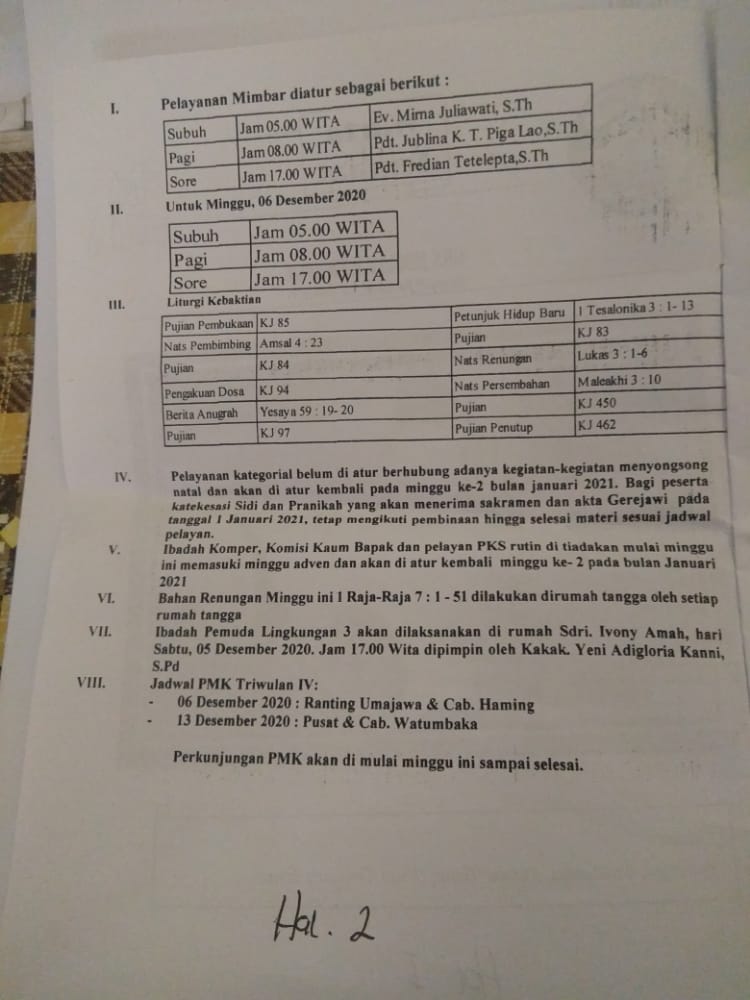 I. Pelayanan Mimbar diatur sebagai berikut :
Subuh Jam 05.00 WITA Ev. Mirna Juliawati, S.Th
Pagi Jam 08.00 WITA Pdt. Jublina K. T. Piga Lao,S.Th
Sore Jam 17.00 WITA Pdt. Fredian Tetelepta,S.Th
II. Untuk Minggu, 06 Desember 2020
Subuh Jam 05.00 WITA
Pagi Jam 08.00 WITA
Sore Jam 17.00 WITA
III. Liturgi Kebaktian
Pujian Pembukaan KJ 85 Petunjuk Hidup Baru 1 Tesalonika 3 : 1- 13
Nats Pembimbing Amsal 4 : 23 Pujian KJ 83
Pujian KJ 84 Nats Renungan Lukas 3 : 1-6
Pengakuan Dosa KJ 94 Nats Persembahan Maleakhi 3 : 10
Berita Anugrah Yesaya 59 : 19- 20 Pujian KJ 450
Pujian KJ 97 Pujian Penutup KJ 462
IV. Pelayanan kategorial belum di atur berhubung adanya kegiatan-kegiatan menyongsong
natal dan akan di atur kembali pada minggu ke-2 bulan januari 2021. Bagi peserta
katekesasi Sidi dan Pranikah yang akan menerima sakramen dan akta Gerejawi pada
tanggal 1 Januari 2021, tetap mengikuti pembinaan hingga selesai materi sesuai jadwal
pelayan.
V. Ibadah Komper, Komisi Kaum Bapak dan pelayan PKS rutin di tiadakan mulai minggu
ini memasuki minggu adven dan akan di atur kembali minggu ke- 2 pada bulan Januari
2021
VI. Bahan Renungan Minggu ini 1 Raja-Raja 7 : 1 - 51 dilakukan dirumah tangga oleh setiap
rumah tangga
VII. Ibadah Pemuda Lingkungan 3 akan dilaksanakan di rumah Sdri. Ivony Amah, hari
Sabtu, 05 Desember 2020. Jam 17.00 Wita dipimpin oleh Kakak. Yeni Adigloria Kanni,
S.Pd
VIII. Jadwal PMK Triwulan IV:
- 06 Desember 2020 : Ranting Umajawa & Cab. Haming
- 13 Desember 2020 : Pusat & Cab. Watumbaka
Perkunjungan PMK akan di mulai minggu ini sampai selesai.
Hal. 2